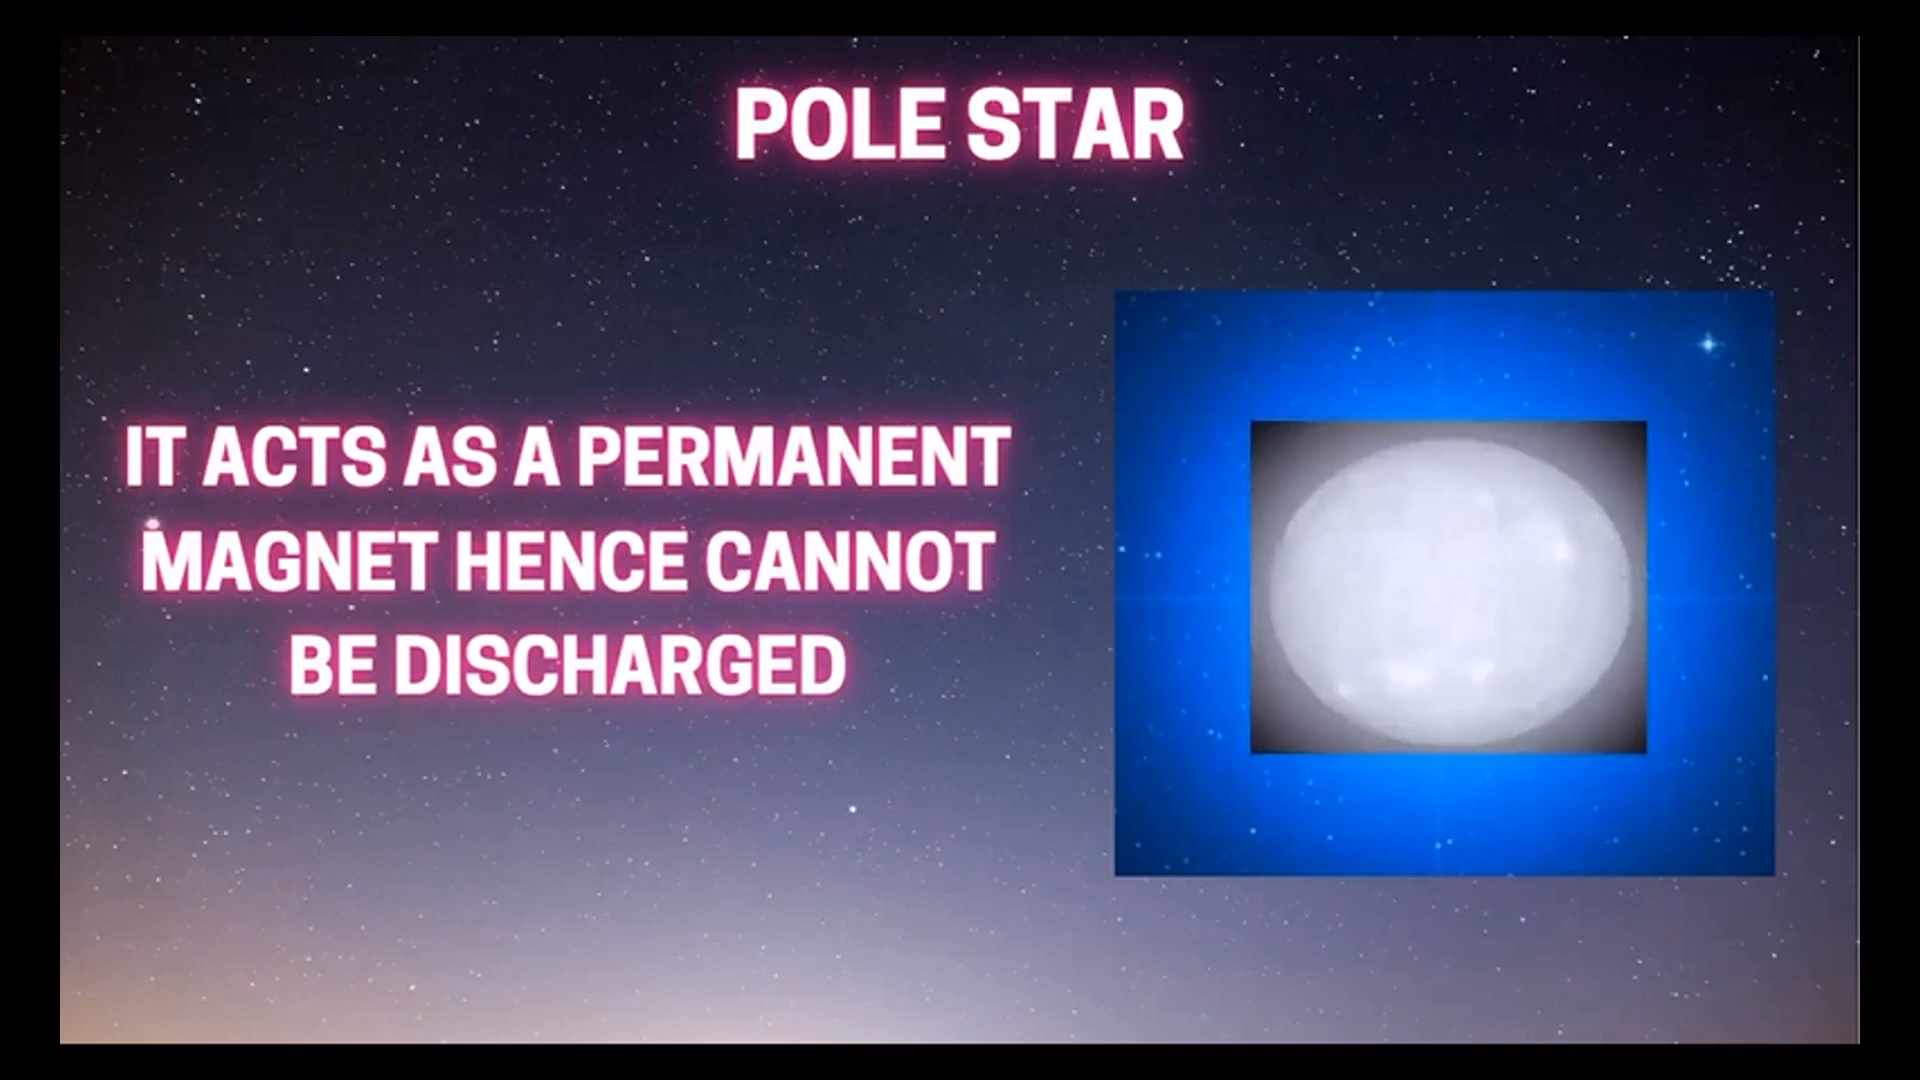 POLE STAR
IT ACTS AS A PERMANENT
MAGNET HENCE CANNOT
BE DISCHARGED